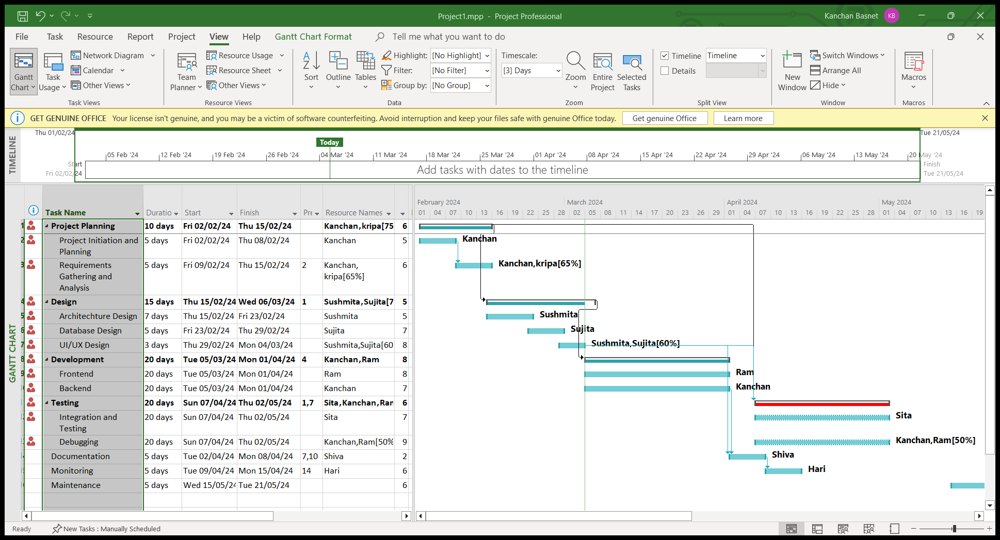 Project1.mpp - Project Professional
Kanchan Basnet KB
File Task Resource Report Project View Help Gantt Chart Format Tell me what you want to do
Gantt Chart
Task Usage
Network Diagram
Calendar
Other Views
Task Views
Team Planner
Resource Usage
Resource Sheet
Other Views
Resource Views
Sort
Outline
Tables
Highlight: [No Highlight]
Filter: [No Filter]
Group by: [No Group]
Data
Timescale:
[3] Days
Zoom
Entire Project
Selected Tasks
Zoom
Timeline Timeline
Details
Split View
New Window
Switch Windows
Arrange All
Hide
Window
Macros
Macros
GET GENUINE OFFICE Your license isn't genuine, and you may be a victim of software counterfeiting. Avoid interruption and keep your files safe with genuine Office today. Get genuine Office Learn more
TIMELINE
Thu 01/02/24 Tue 21/05/24
Today
05 Feb '24 12 Feb '24 19 Feb '24 26 Feb '24 04 Mar '24 11 Mar '24 18 Mar '24 25 Mar '24 01 Apr '24 08 Apr '24 15 Apr '24 22 Apr '24 29 Apr '24 06 May '24 13 May '24 20 May '24
Start Finish
Fri 02/02/24 Add tasks with dates to the timeline Tue 21/05/24
GANTT CHART
February 2024 March 2024 April 2024 May 2024
Task Name Duratio Start Finish Pre Resource Names
01 04 07 10 13 16 19 22 25 28 02 05 08 11 14 17 20 23 26 29 01 04 07 10 13 16 19 22 25 28 01 04 07 10 13 16 19
1 Project Planning 10 days Fri 02/02/24 Thu 15/02/24 Kanchan,kripa[75 6
2 Project Initiation and Planning 5 days Fri 02/02/24 Thu 08/02/24 Kanchan 5 Kanchan
3 Requirements Gathering and Analysis 5 days Fri 09/02/24 Thu 15/02/24 2 Kanchan, kripa[65%] 6 Kanchan,kripa[65%]
4 Design 15 days Thu 15/02/24 Wed 06/03/24 1 Sushmita,Sujita[7 5
5 Architechture Design 7 days Thu 15/02/24 Fri 23/02/24 Sushmita 5 Sushmita
6 Database Design 5 days Fri 23/02/24 Thu 29/02/24 Sujita 7 Sujita
7 UI/UX Design 3 days Thu 29/02/24 Mon 04/03/24 Sushmita,Sujita[60 8 Sushmita,Sujita[60%]
8 Development 20 days Tue 05/03/24 Mon 01/04/24 4 Kanchan,Ram 8
9 Frontend 20 days Tue 05/03/24 Mon 01/04/24 Ram 8 Ram
Backend 20 days Tue 05/03/24 Mon 01/04/24 Kanchan 7 Kanchan
Testing 20 days Sun 07/04/24 Thu 02/05/24 1,7 Sita,Kanchan,Ran 6
Integration and Testing 20 days Sun 07/04/24 Thu 02/05/24 Sita 7 Sita
Debugging 20 days Sun 07/04/24 Thu 02/05/24 Kanchan,Ram[50% 9 Kanchan,Ram[50%]
Documentation 5 days Tue 02/04/24 Mon 08/04/24 7,10 Shiva 2 Shiva
Monitoring 5 days Tue 09/04/24 Mon 15/04/24 14 Hari 6 Hari
Maintenance 5 days Wed 15/05/24 Tue 21/05/24 6
Ready New Tasks : Manually Scheduled